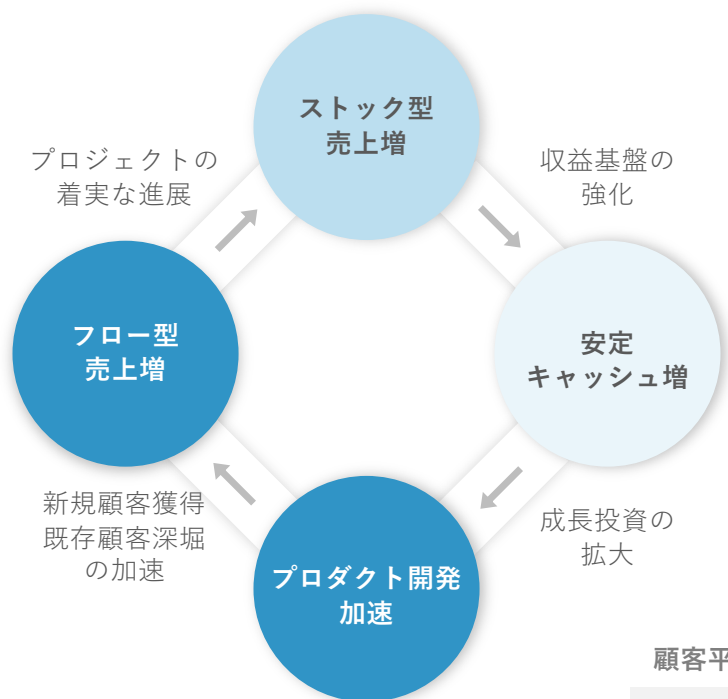 ストック型
売上増
プロジェクトの
着実な進展
収益基盤の
強化
フロー型
売上増
安定
キャッシュ増
新規顧客獲得
既存顧客深堀
の加速
成長投資の
拡大
プロダクト開発
加速
顧客平